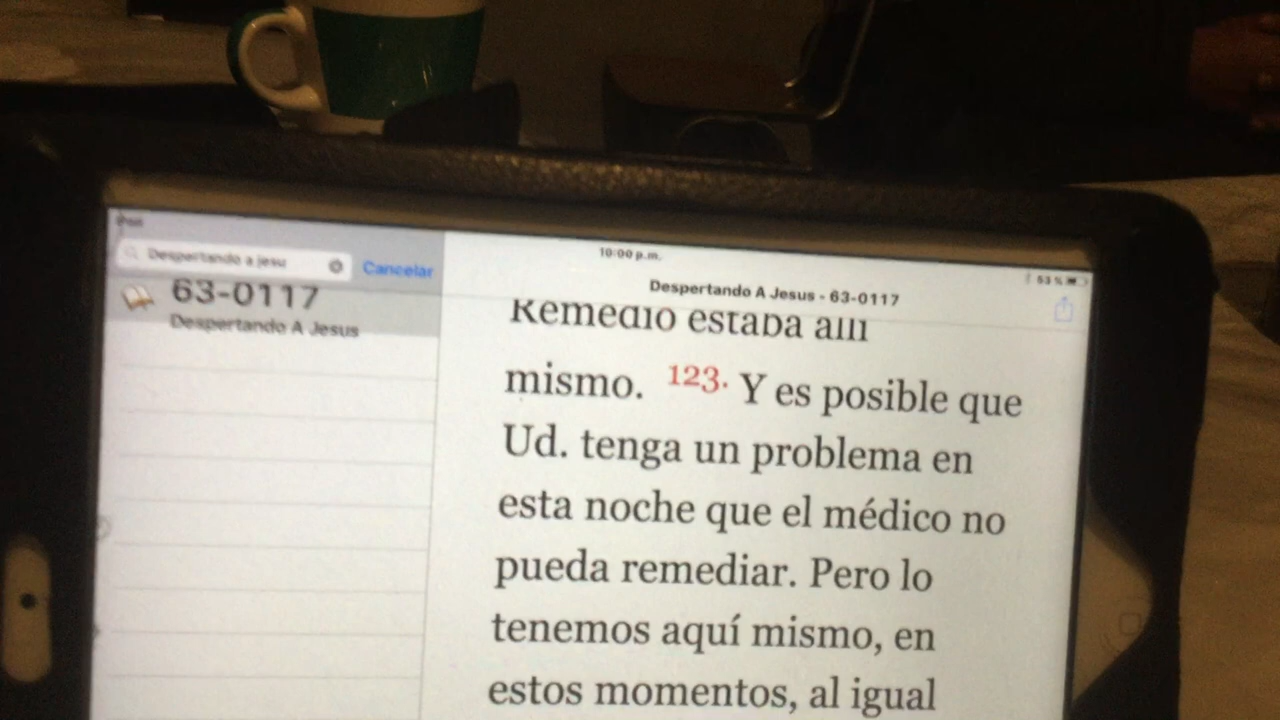 iPad
10:00 p.m.
53 %
Despertando a jesu
Cancelar
63-0117
Despertando A Jesus
Despertando A Jesus - 63-0117
Remedio estaba allí
mismo. 123. Y es posible que
Ud. tenga un problema en
esta noche que el médico no
pueda remediar. Pero lo
tenemos aquí mismo, en
estos momentos, al igual